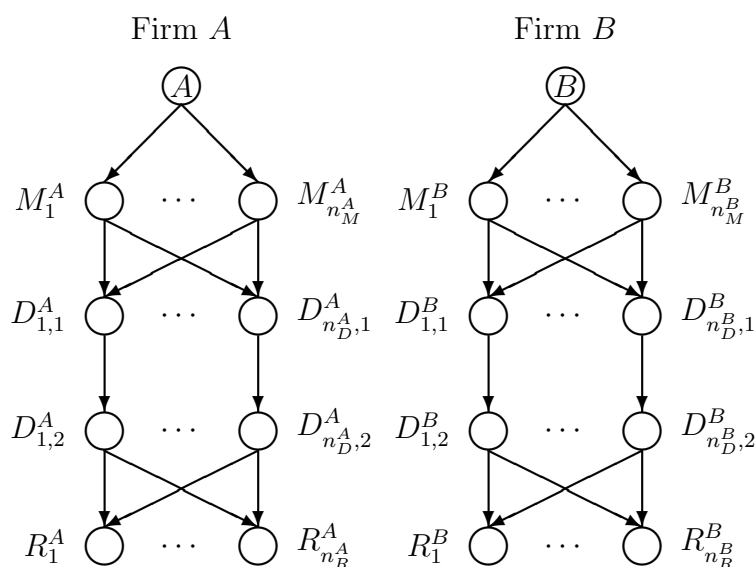 Firm A Firm B
A B
M_1^A ··· M_{n_M^A}^A M_1^B ··· M_{n_M^B}^B
D_{1,1}^A ··· D_{n_D^A,1}^A D_{1,1}^B ··· D_{n_D^B,1}^B
D_{1,2}^A ··· D_{n_D^A,2}^A D_{1,2}^B ··· D_{n_D^B,2}^B
R_1^A ··· R_{n_R^A}^A R_1^B ··· R_{n_R^B}^B